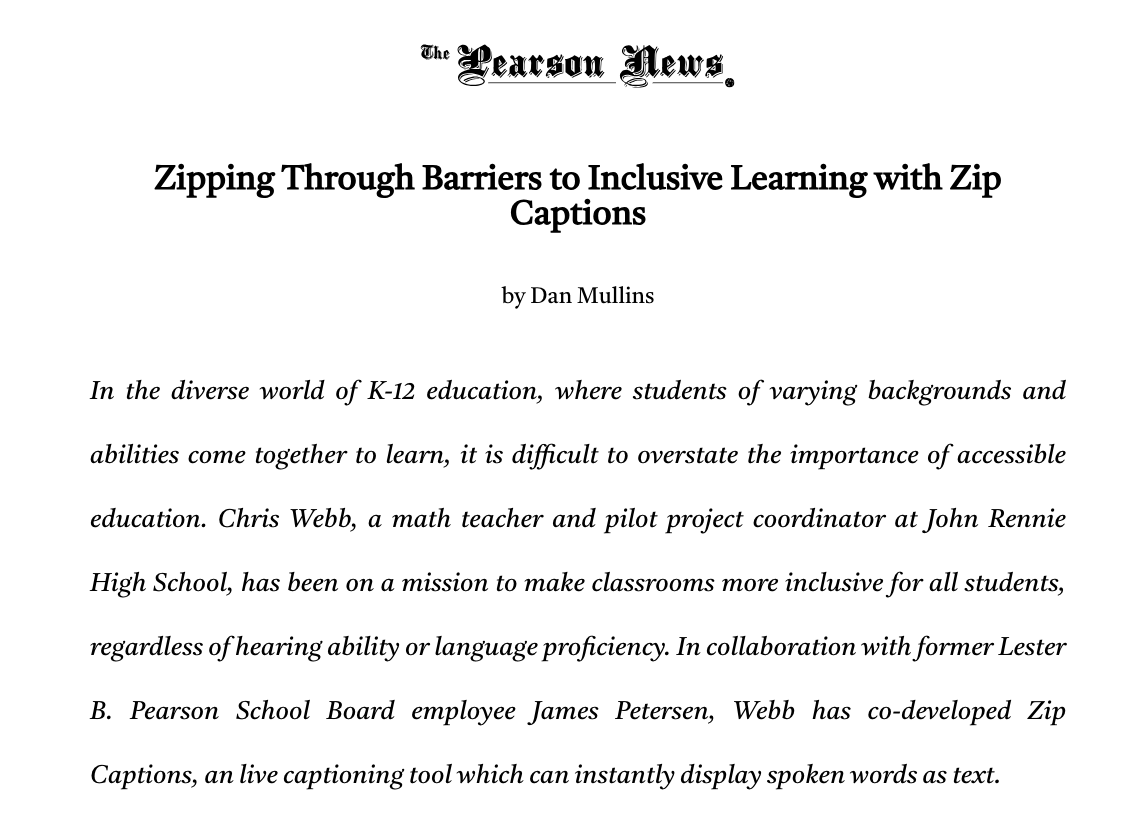 The Pearson News.
Zipping Through Barriers to Inclusive Learning with Zip
Captions
by Dan Mullins
In the diverse world of K-12 education, where students of varying backgrounds and
abilities come together to learn, it is difficult to overstate the importance of accessible
education. Chris Webb, a math teacher and pilot project coordinator at John Rennie
High School, has been on a mission to make classrooms more inclusive for all students,
regardless of hearing ability or language proficiency. In collaboration with former Lester
B. Pearson School Board employee James Petersen, Webb has co-developed Zip
Captions, an live captioning tool which can instantly display spoken words as text.